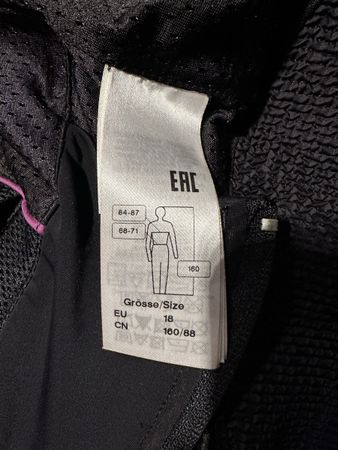 EAC
84-87
68-71
160
Grösse/Size
EU 18
CN 160/88